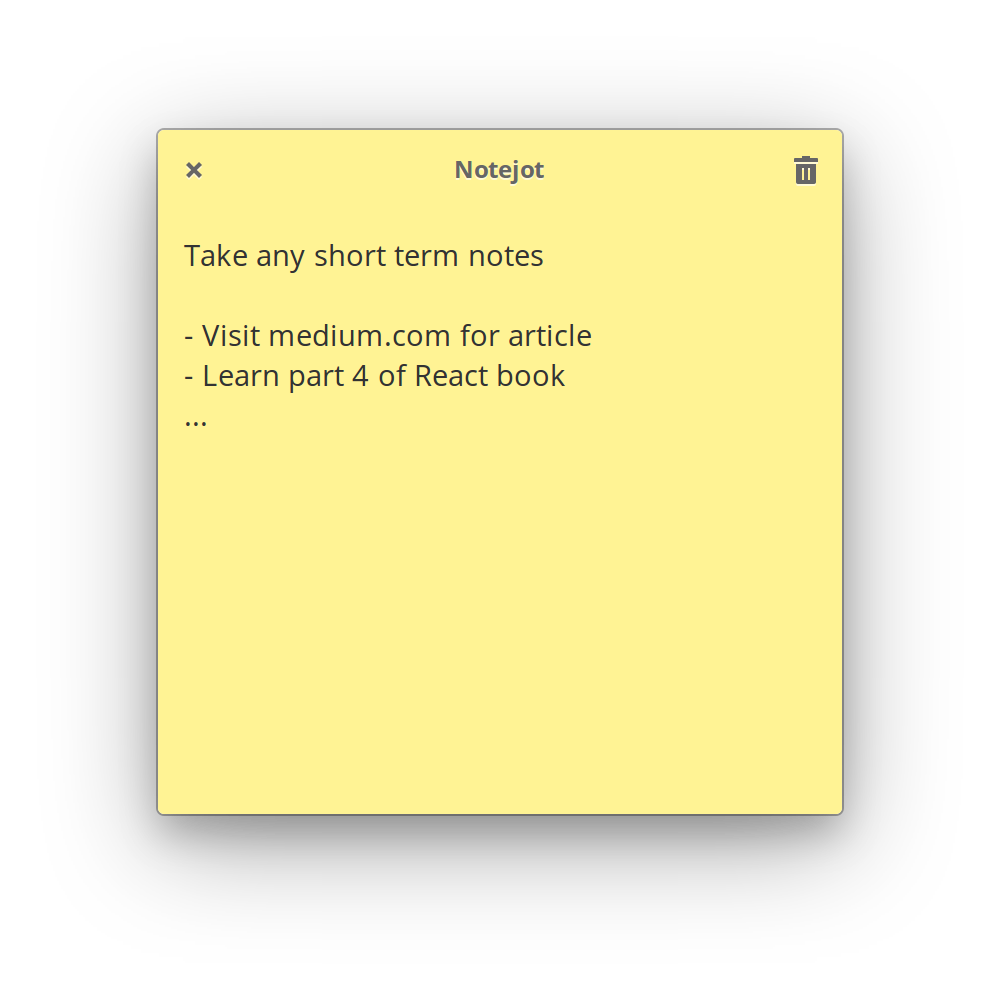 Notejot
Take any short term notes
- Visit medium.com for article
- Learn part 4 of React book
...